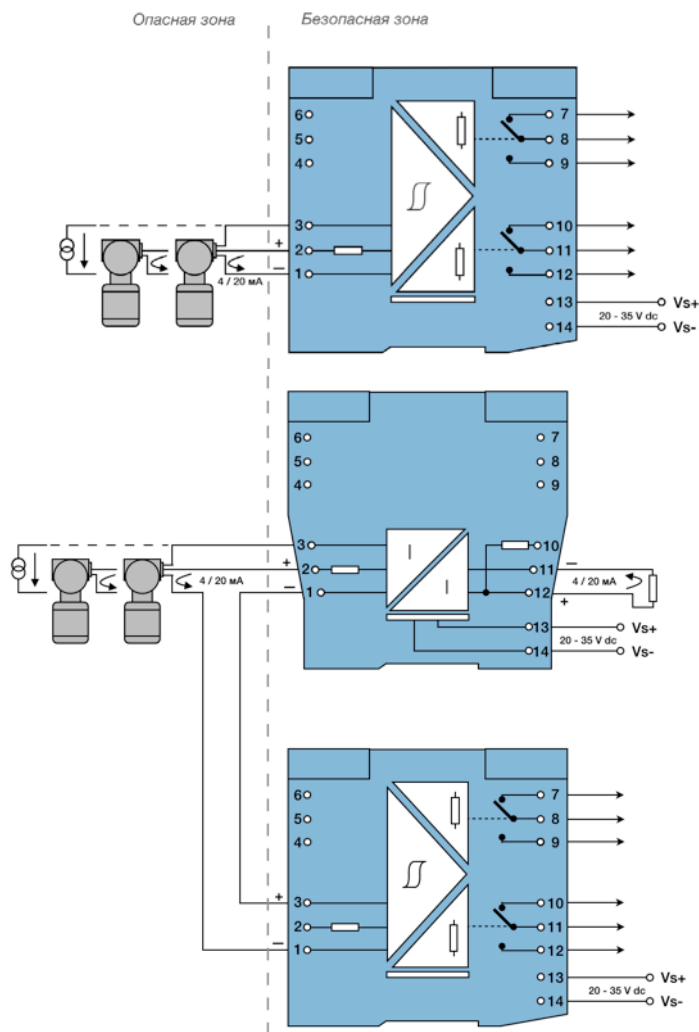 Опасная зона Безопасная зона
6 7
5 8
4 9
3 10
+ 2 11
− 1 12
4 / 20 мА
13 Vs+
20 - 35 V dc
14 Vs-
6 7
5 8
4 9
3 10
+ 2 I 11 −
4 / 20 мА 4 / 20 мА
− 1 I 12 +
13 Vs+
20 - 35 V dc
14 Vs-
6 7
5 8
4 9
+ 3 10
2 11
− 1 12
13 Vs+
20 - 35 V dc
14 Vs-